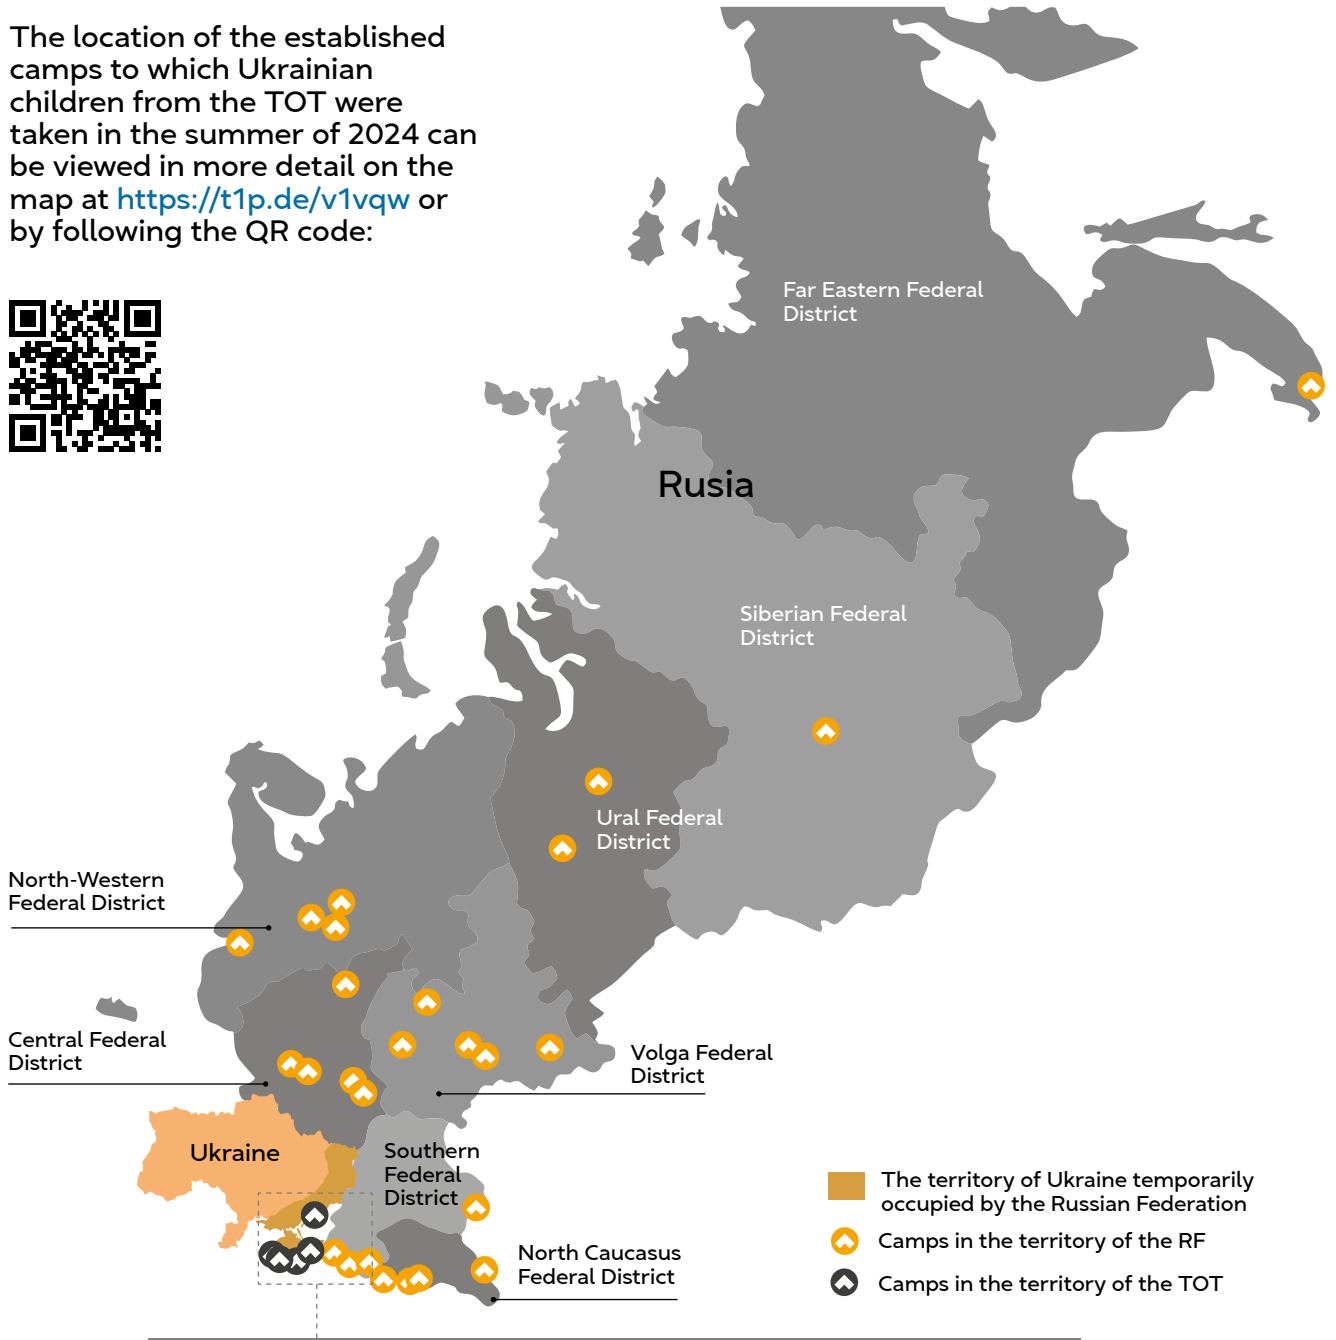 The location of the established
camps to which Ukrainian
children from the TOT were
taken in the summer of 2024 can
be viewed in more detail on the
map at https://t1p.de/v1vqw or
by following the QR code:
Far Eastern Federal
District
Rusia
Siberian Federal
District
Ural Federal
District
North-Western
Federal District
Central Federal
District
Volga Federal
District
Ukraine
Southern
Federal
District
North Caucasus
Federal District
The territory of Ukraine temporarily
occupied by the Russian Federation
Camps in the territory of the RF
Camps in the territory of the TOT